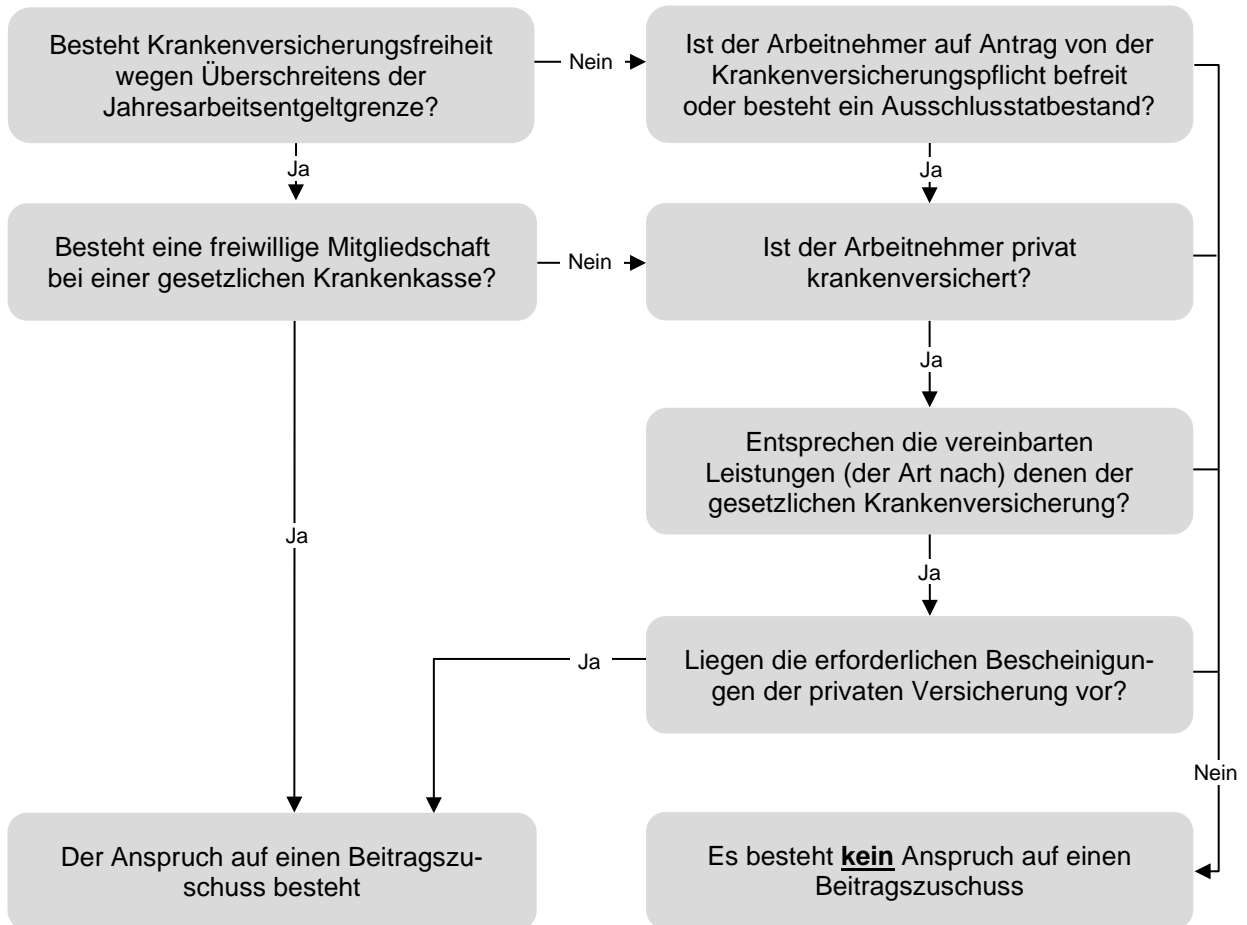 Besteht Krankenversicherungsfreiheit
wegen Überschreitens der
Jahresarbeitsentgeltgrenze?
Nein
Ist der Arbeitnehmer auf Antrag von der
Krankenversicherungspflicht befreit
oder besteht ein Ausschlusstatbestand?
Ja
Ja
Besteht eine freiwillige Mitgliedschaft
bei einer gesetzlichen Krankenkasse?
Nein
Ist der Arbeitnehmer privat
krankenversichert?
Ja
Entsprechen die vereinbarten
Leistungen (der Art nach) denen der
gesetzlichen Krankenversicherung?
Ja
Ja
Ja
Liegen die erforderlichen Bescheinigun-
gen der privaten Versicherung vor?
Nein
Der Anspruch auf einen Beitragszu-
schuss besteht
Es besteht kein Anspruch auf einen
Beitragszuschuss